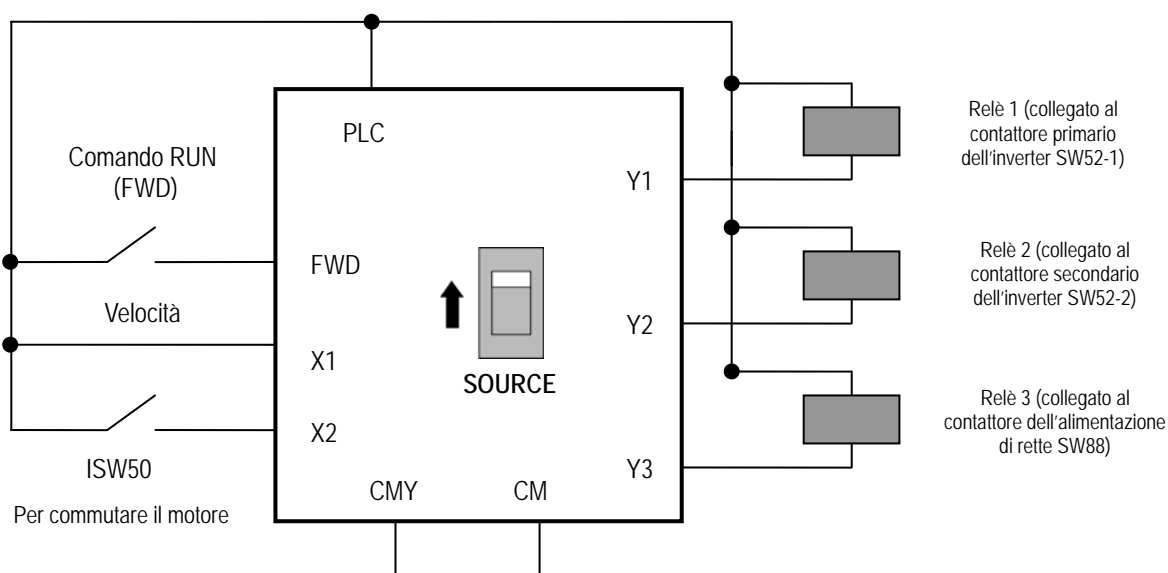 PLC
Comando RUN
(FWD)
FWD
Velocità
X1
X2
ISW50
Per commutare il motore
SOURCE
CMY
CM
Y1
Y2
Y3
Relè 1 (collegato al
contattore primario
dell'inverter SW52-1)
Relè 2 (collegato al
contattore secondario
dell'inverter SW52-2)
Relè 3 (collegato al
contattore dell'alimentazione
di rette SW88)